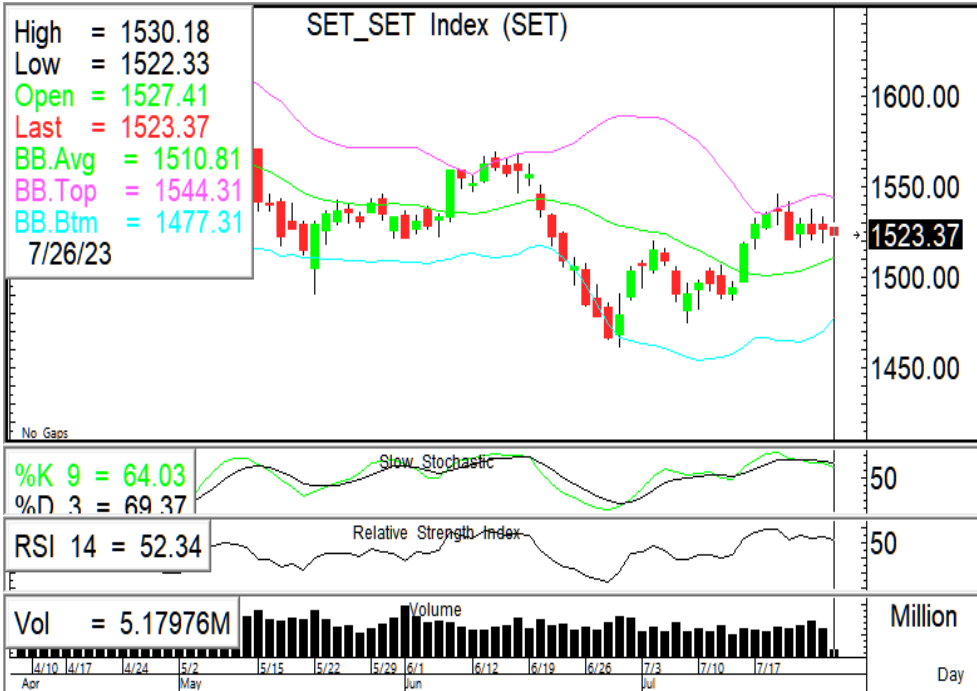 SET_SET Index (SET)
High = 1530.18
Low = 1522.33
Open = 1527.41
Last = 1523.37
BB.Avg = 1510.81
BB.Top = 1544.31
BB.Btm = 1477.31
7/26/23
1600.00
1550.00
1523.37
1500.00
1450.00
No Gaps
Slow Stochastic
%K 9 = 64.03
%D 3 = 69.37
50
Relative Strength Index
RSI 14 = 52.34
50
Volume
Vol = 5.17976M
Million
4/10 4/17 4/24 5/2 5/15 5/22 5/29 6/1 6/12 6/19 6/26 7/3 7/10 7/17
Apr May Jun Jul
Day